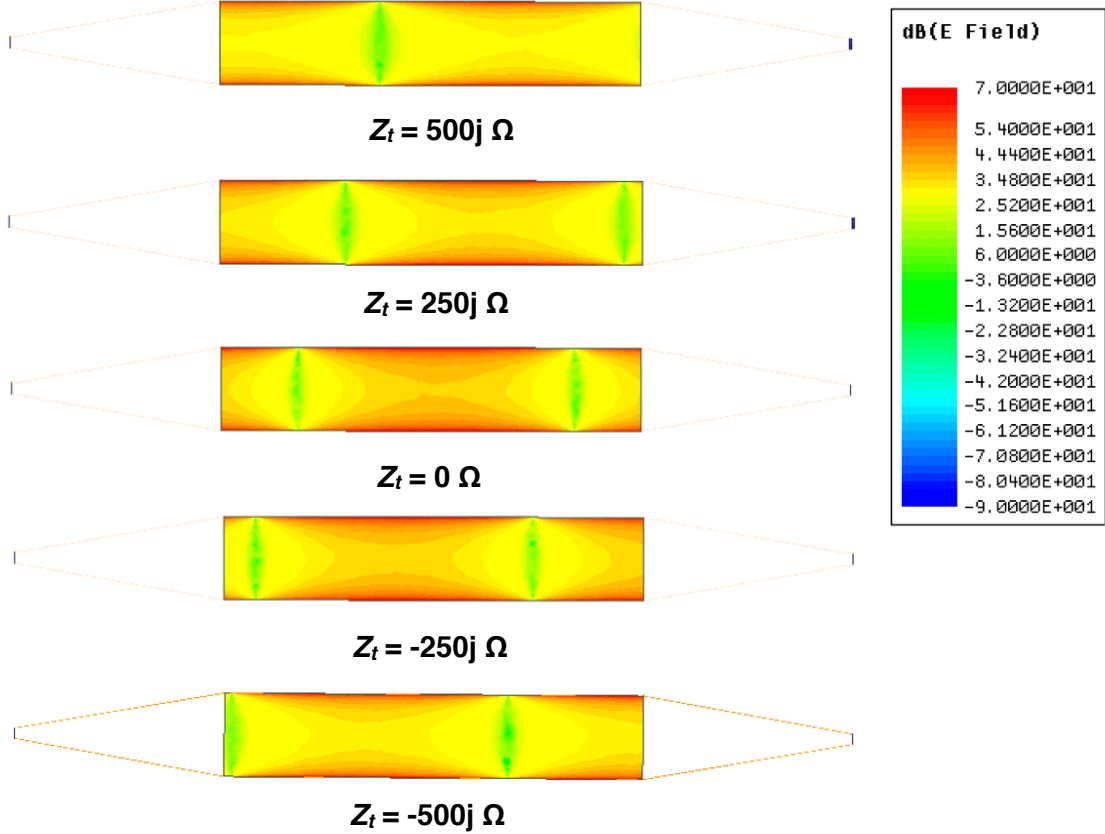 dB(E Field)
7.0000E+001
5.4000E+001
4.4400E+001
3.4800E+001
2.5200E+001
1.5600E+001
6.0000E+000
-3.6000E+000
-1.3200E+001
-2.2800E+001
-3.2400E+001
-4.2000E+001
-5.1600E+001
-6.1200E+001
-7.0800E+001
-8.0400E+001
-9.0000E+001
Zt = 500j Ω
Zt = 250j Ω
Zt = 0 Ω
Zt = -250j Ω
Zt = -500j Ω